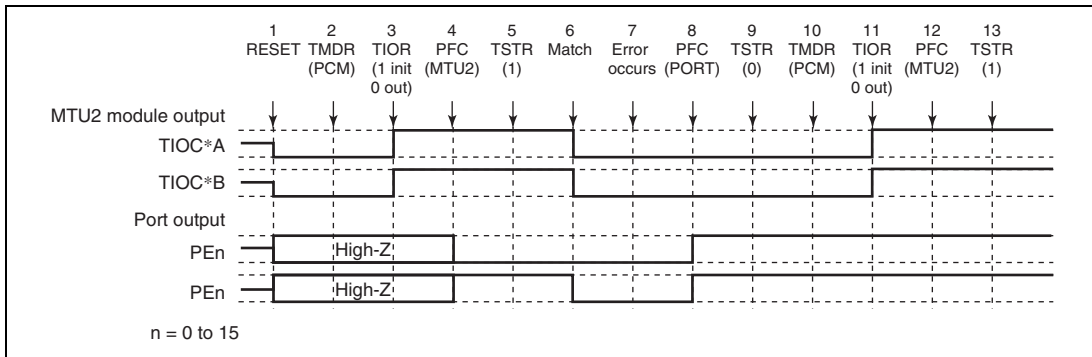 1 2 3 4 5 6 7 8 9 10 11 12 13
RESET TMDR TIOR PFC TSTR Match Error PFC TSTR TMDR TIOR PFC TSTR
(PCM) (1 init (MTU2) (1) occurs (PORT) (0) (PCM) (1 init (MTU2) (1)
0 out) 0 out)
MTU2 module output
TIOC*A
TIOC*B
Port output
PEn High-Z
PEn High-Z
n = 0 to 15